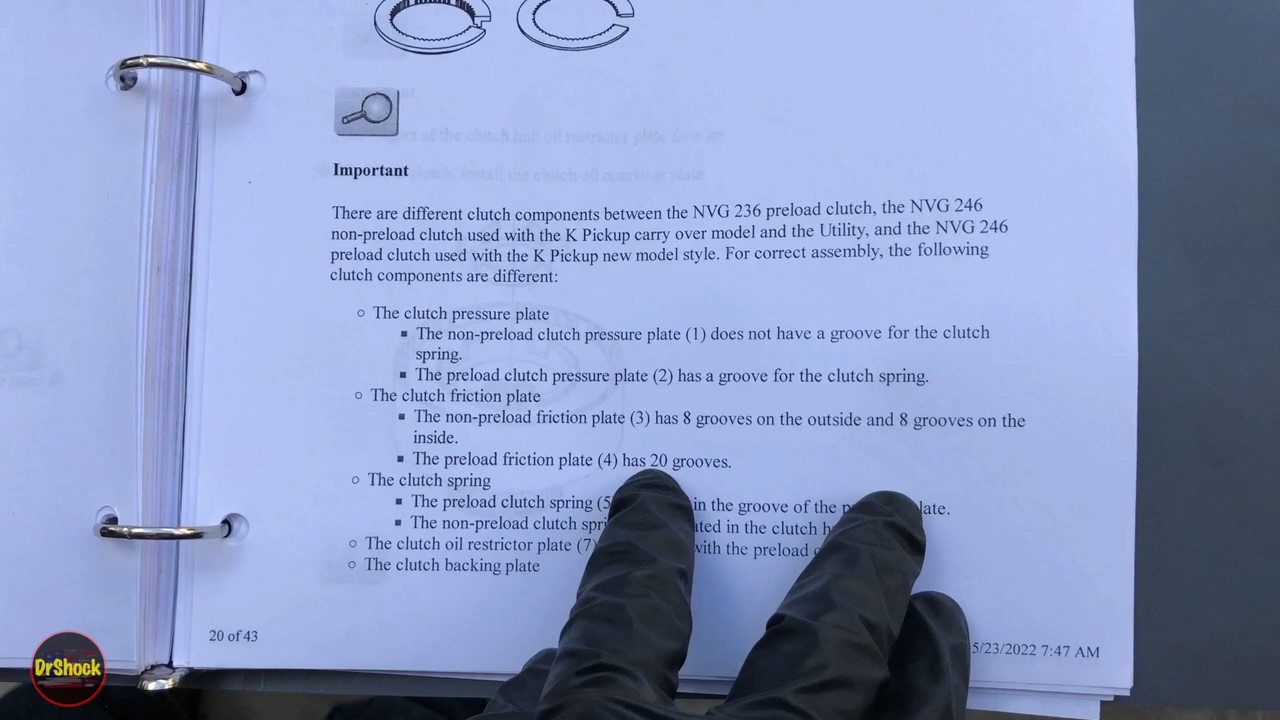 Important
There are different clutch components between the NVG 236 preload clutch, the NVG 246
non-preload clutch used with the K Pickup carry over model and the Utility, and the NVG 246
preload clutch used with the K Pickup new model style. For correct assembly, the following
clutch components are different:
The clutch pressure plate
The non-preload clutch pressure plate (1) does not have a groove for the clutch
spring.
The preload clutch pressure plate (2) has a groove for the clutch spring.
The clutch friction plate
The non-preload friction plate (3) has 8 grooves on the outside and 8 grooves on the
inside.
The preload friction plate (4) has 20 grooves.
The clutch spring
The preload clutch spring (5 in the groove of the
The non-preload clutch in the clutch
The clutch oil restrictor plate (7) with the preload
The clutch backing plate
20 of 43
5/23/2022 7:47 AM
DrShock